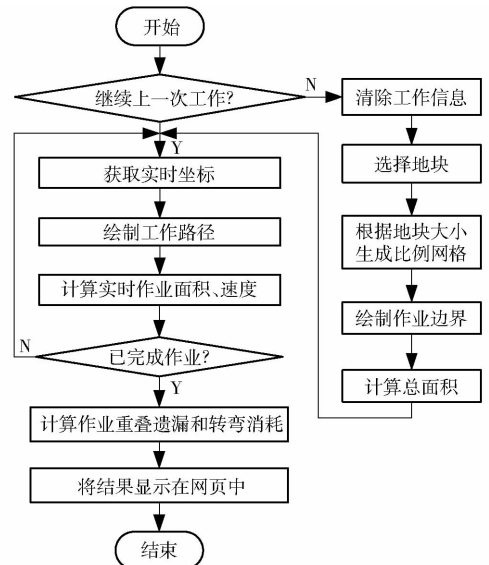 开始
继续上一次工作?
N
清除工作信息
Y
选择地块
获取实时坐标
根据地块大小
生成比例网格
绘制工作路径
计算实时作业面积、速度
绘制作业边界
N
已完成作业?
计算总面积
Y
计算作业重叠遗漏和转弯消耗
将结果显示在网页中
结束